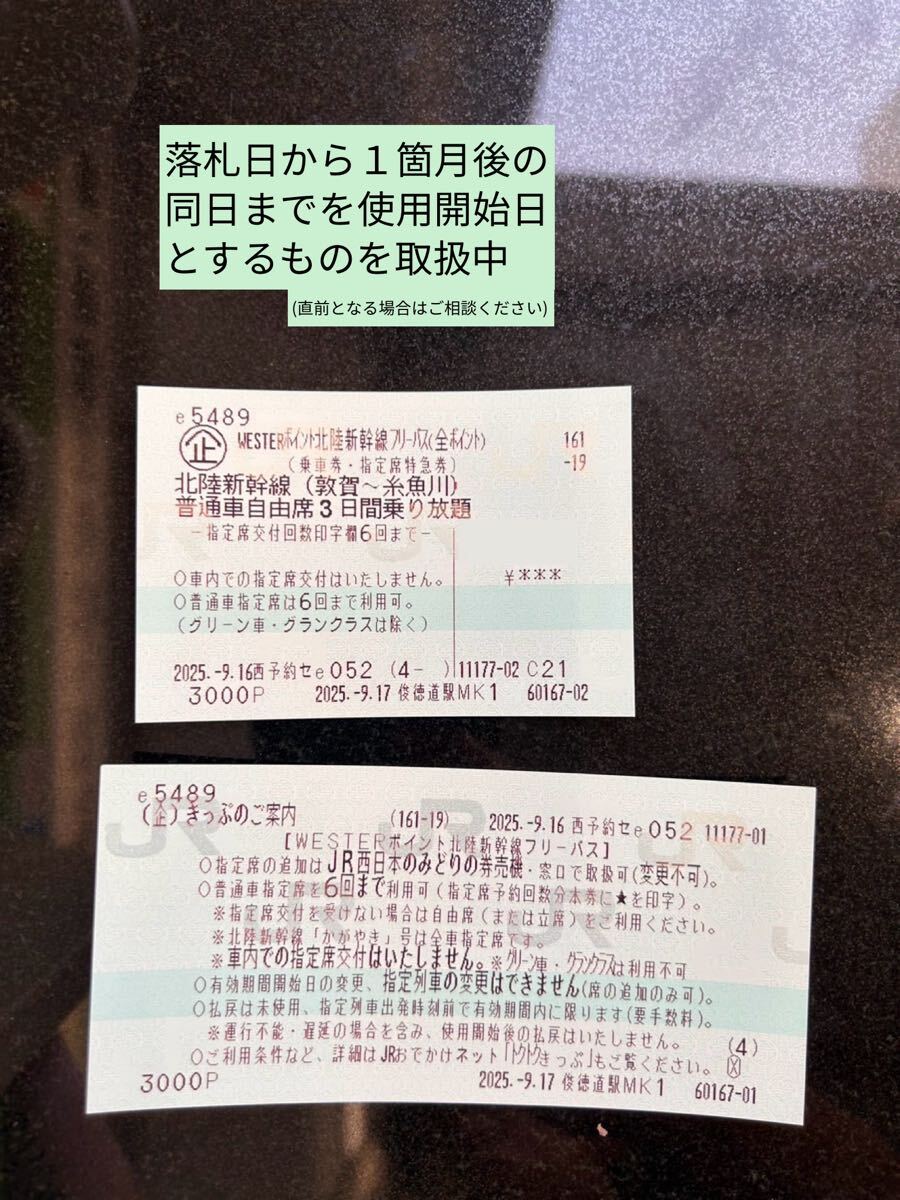 落札日から１箇月後の
同日までを使用開始日
とするものを取扱中
(直前となる場合はご相談ください)
e5489
企 WESTERポイント北陸新幹線フリーパス(全ポイント) 161
(乗車券・指定席特急券) -19
北陸新幹線（敦賀〜糸魚川）
普通車自由席３日間乗り放題
－指定席交付回数印字欄6回まで－
○車内での指定席交付はいたしません。 ¥***
○普通車指定席は6回まで利用可。
(グリーン車・グランクラスは除く)
2025.-9.16西予約セe052 (4- ) 11177-02 C21
3000P 2025.-9.17 俊徳道駅MK1 60167-02
e5489
(企)きっぷのご案内 (161-19) 2025.-9.16 西予約セe052 11177-01
[WESTERポイント北陸新幹線フリーパス]
○指定席の追加はJR西日本のみどりの券売機・窓口で取扱可(変更不可)。
○普通車指定席を6回まで利用可(指定席予約回数分本券に★を印字)。
※指定席交付を受けない場合は自由席(または立席)をご利用ください。
※北陸新幹線「かがやき」号は全車指定席です。
※車内での指定席交付はいたしません。※グリーン車・グランクラスは利用不可
○有効期間開始日の変更、指定列車の変更はできません(席の追加のみ可)。
○払戻は未使用、指定列車出発時刻前で有効期間内に限ります(要手数料)。
※運行不能・遅延の場合を含み、使用開始後の払戻はいたしません。 (4)
○ご利用条件など、詳細はJRおでかけネット「トクトクきっぷ」もご覧ください。
3000P 2025.-9.17 俊徳道駅MK1 60167-01